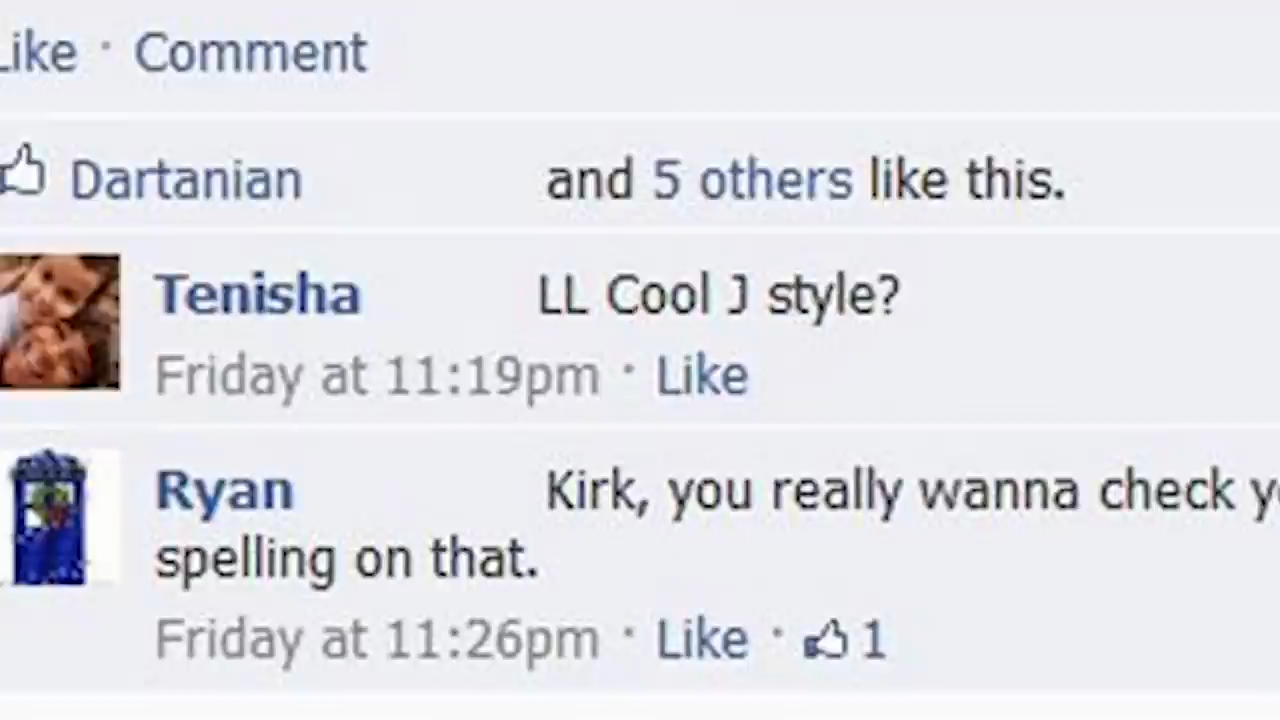 Like · Comment
Dartanian and 5 others like this.
Tenisha LL Cool J style?
Friday at 11:19pm · Like
Ryan Kirk, you really wanna check
spelling on that.
Friday at 11:26pm · Like · 1